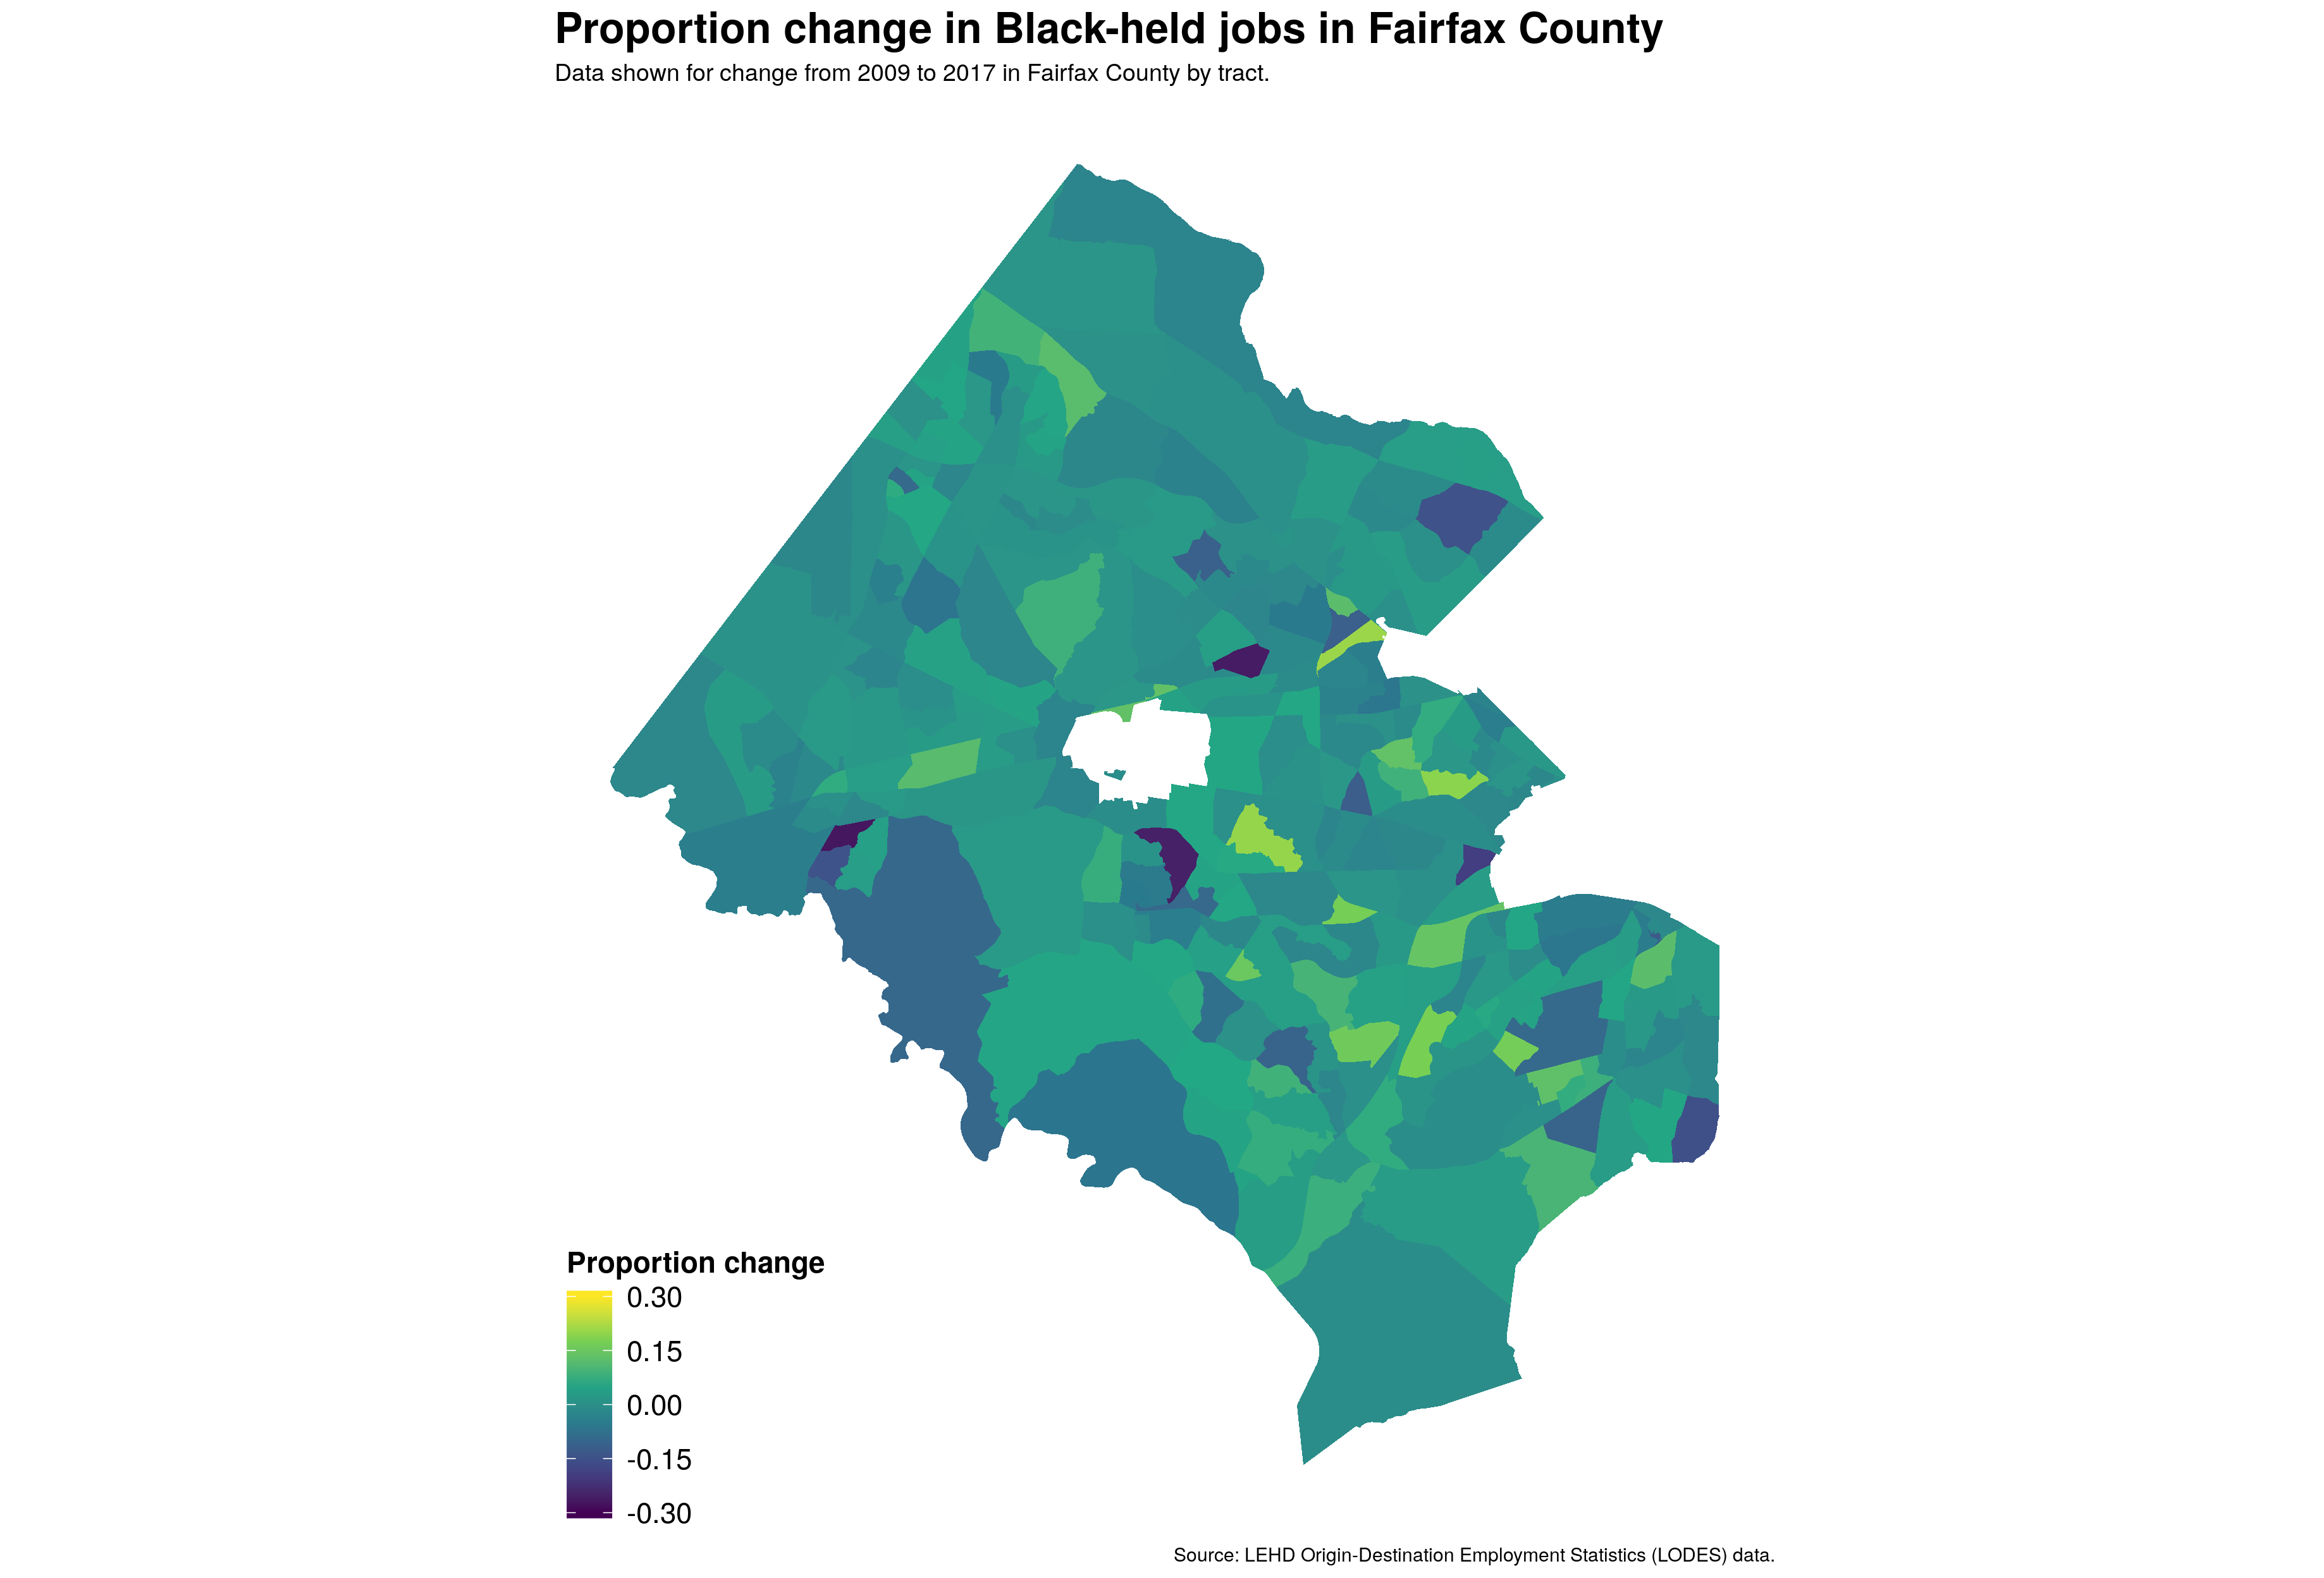 Proportion change in Black-held jobs in Fairfax County
Data shown for change from 2009 to 2017 in Fairfax County by tract.
Proportion change
0.30
0.15
0.00
-0.15
-0.30
Source: LEHD Origin-Destination Employment Statistics (LODES) data.